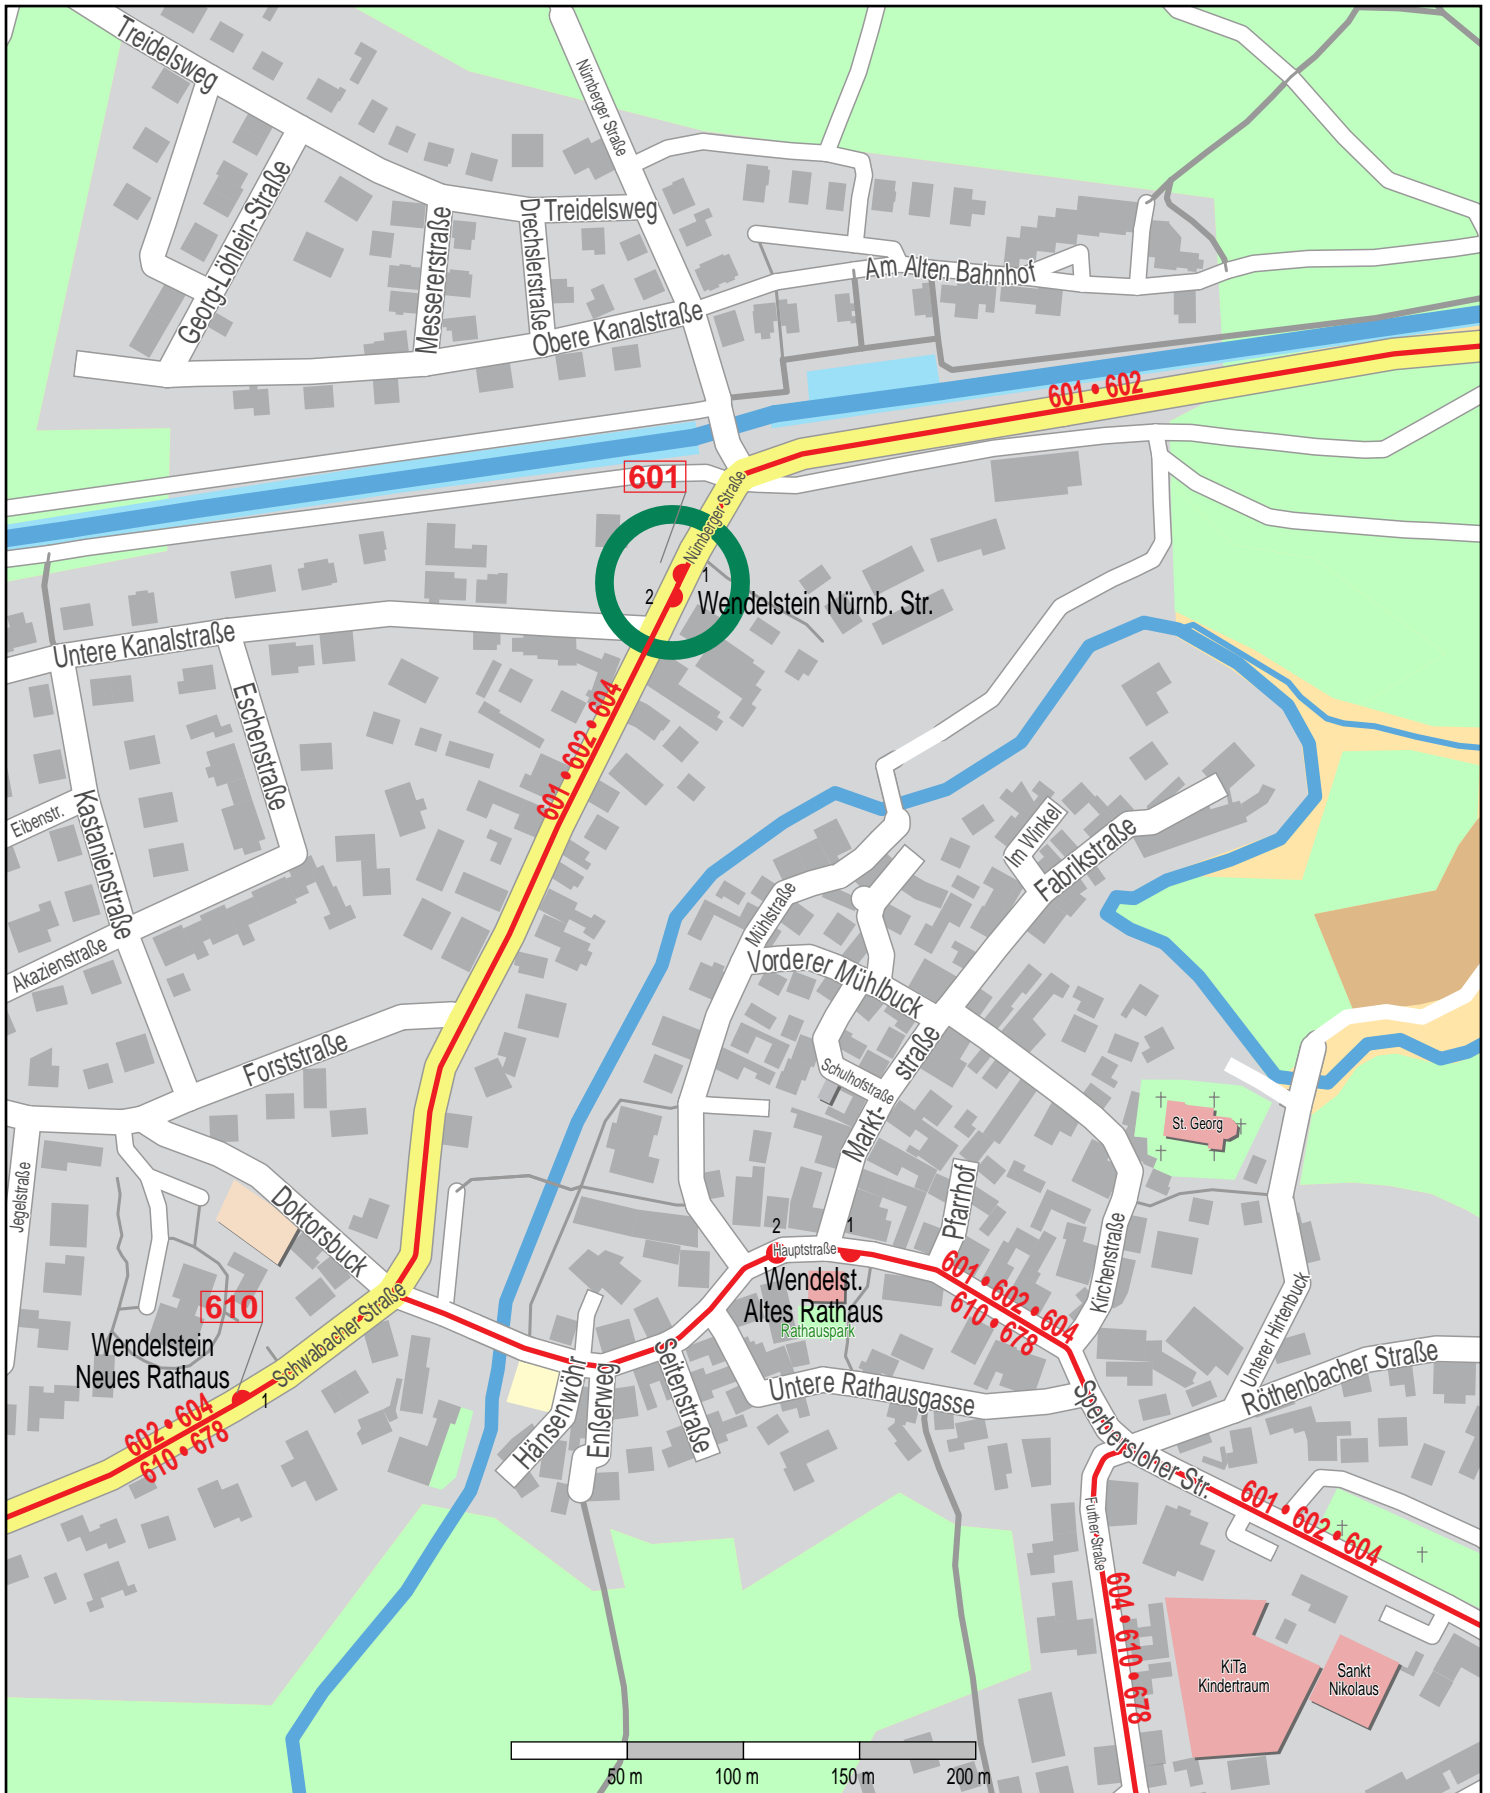 Treidelsweg
Nürnberger Straße
Georg-Löhlein-Straße
Messererstraße
Drechslerstraße
Treidelsweg
Obere Kanalstraße
Am Alten Bahnhof
601 • 602
601
Nürnberger Straße
1
2
Wendelstein Nürnb. Str.
Untere Kanalstraße
Eschenstraße
601 • 602 • 604
Eibenstr.
Kastanienstraße
Akazienstraße
Im Winkel
Fabrikstraße
Mühlstraße
Vorderer Mühlbuck
Forststraße
Schulhofstraße
Markt-
straße
St. Georg
Jegelstraße
Doktorsbuck
Pfarrhof
Kirchenstraße
2
1
Hauptstraße
Wendelst.
Altes Rathaus
Rathauspark
601 • 602 • 604
610 • 678
Unterer Hirtenbuck
610
Schwabacher Straße
Wendelstein
Neues Rathaus
1
602 • 604
610 • 678
Hänsenwöhr
Enßerweg
Seitenstraße
Untere Rathausgasse
Röthenbacher Straße
Sperbersloher Str.
601 • 602 • 604
Further Straße
604 • 610 • 678
KiTa
Kindertraum
Sankt
Nikolaus
50 m
100 m
150 m
200 m